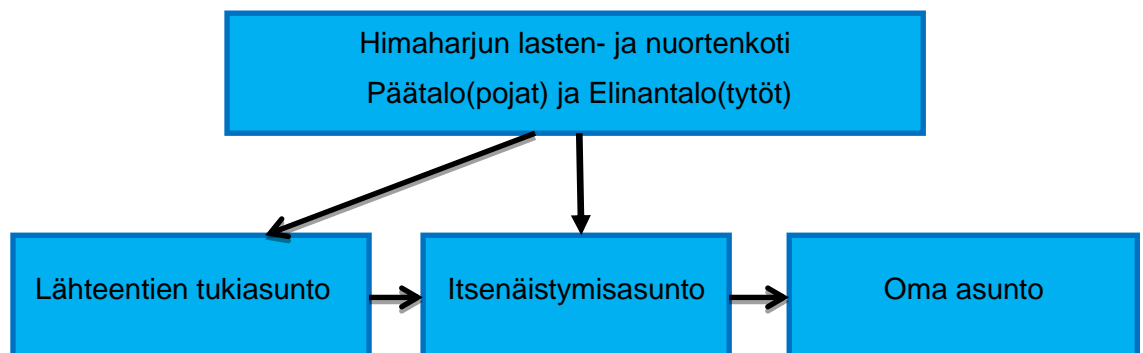 Himaharjun lasten- ja nuortenkoti
Päätalo(pojat) ja Elinantalo(tytöt)
Lähteentien tukiasunto
Itsenäistymisasunto
Oma asunto